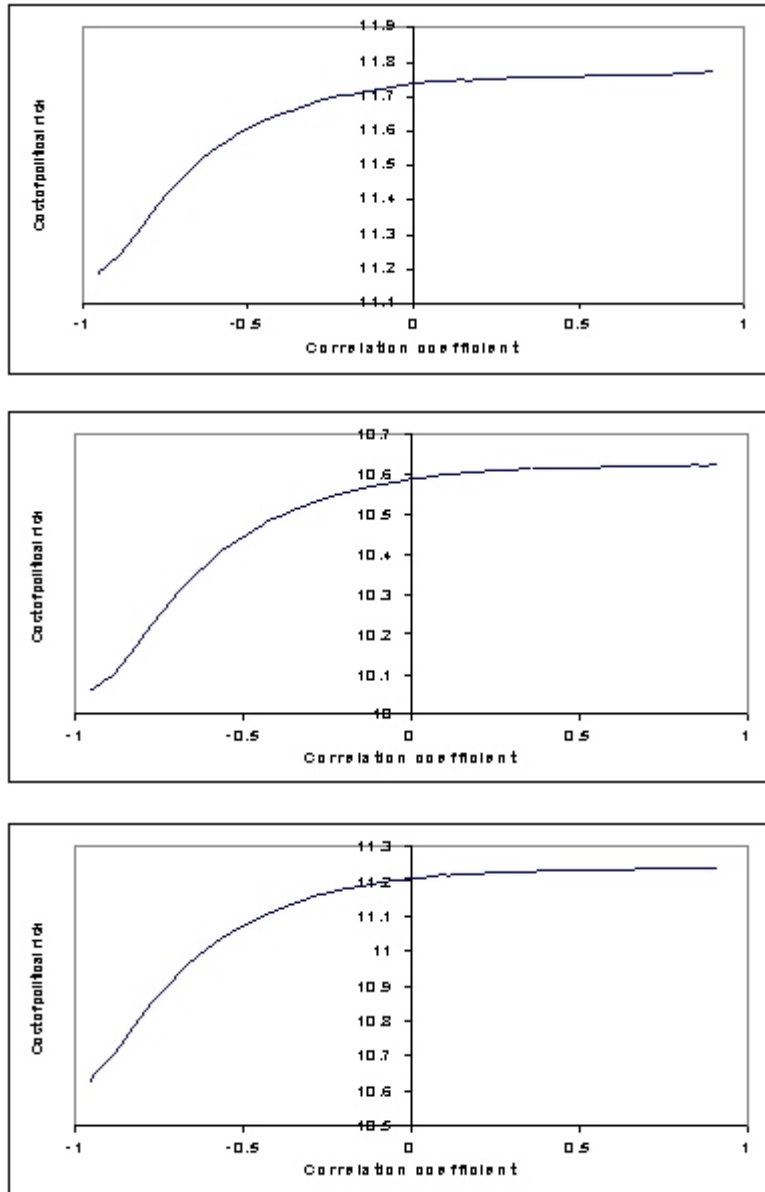 11.9
11.8
11.7
11.6
11.5
11.4
11.3
11.2
11.1
Cost of political risk
-1 -0.5 0 0.5 1
Correlation coefficient
10.7
10.6
10.5
10.4
10.3
10.2
10.1
10
Cost of political risk
-1 -0.5 0 0.5 1
Correlation coefficient
11.3
11.2
11.1
11
10.9
10.8
10.7
10.6
10.5
Cost of political risk
-1 -0.5 0 0.5 1
Correlation coefficient